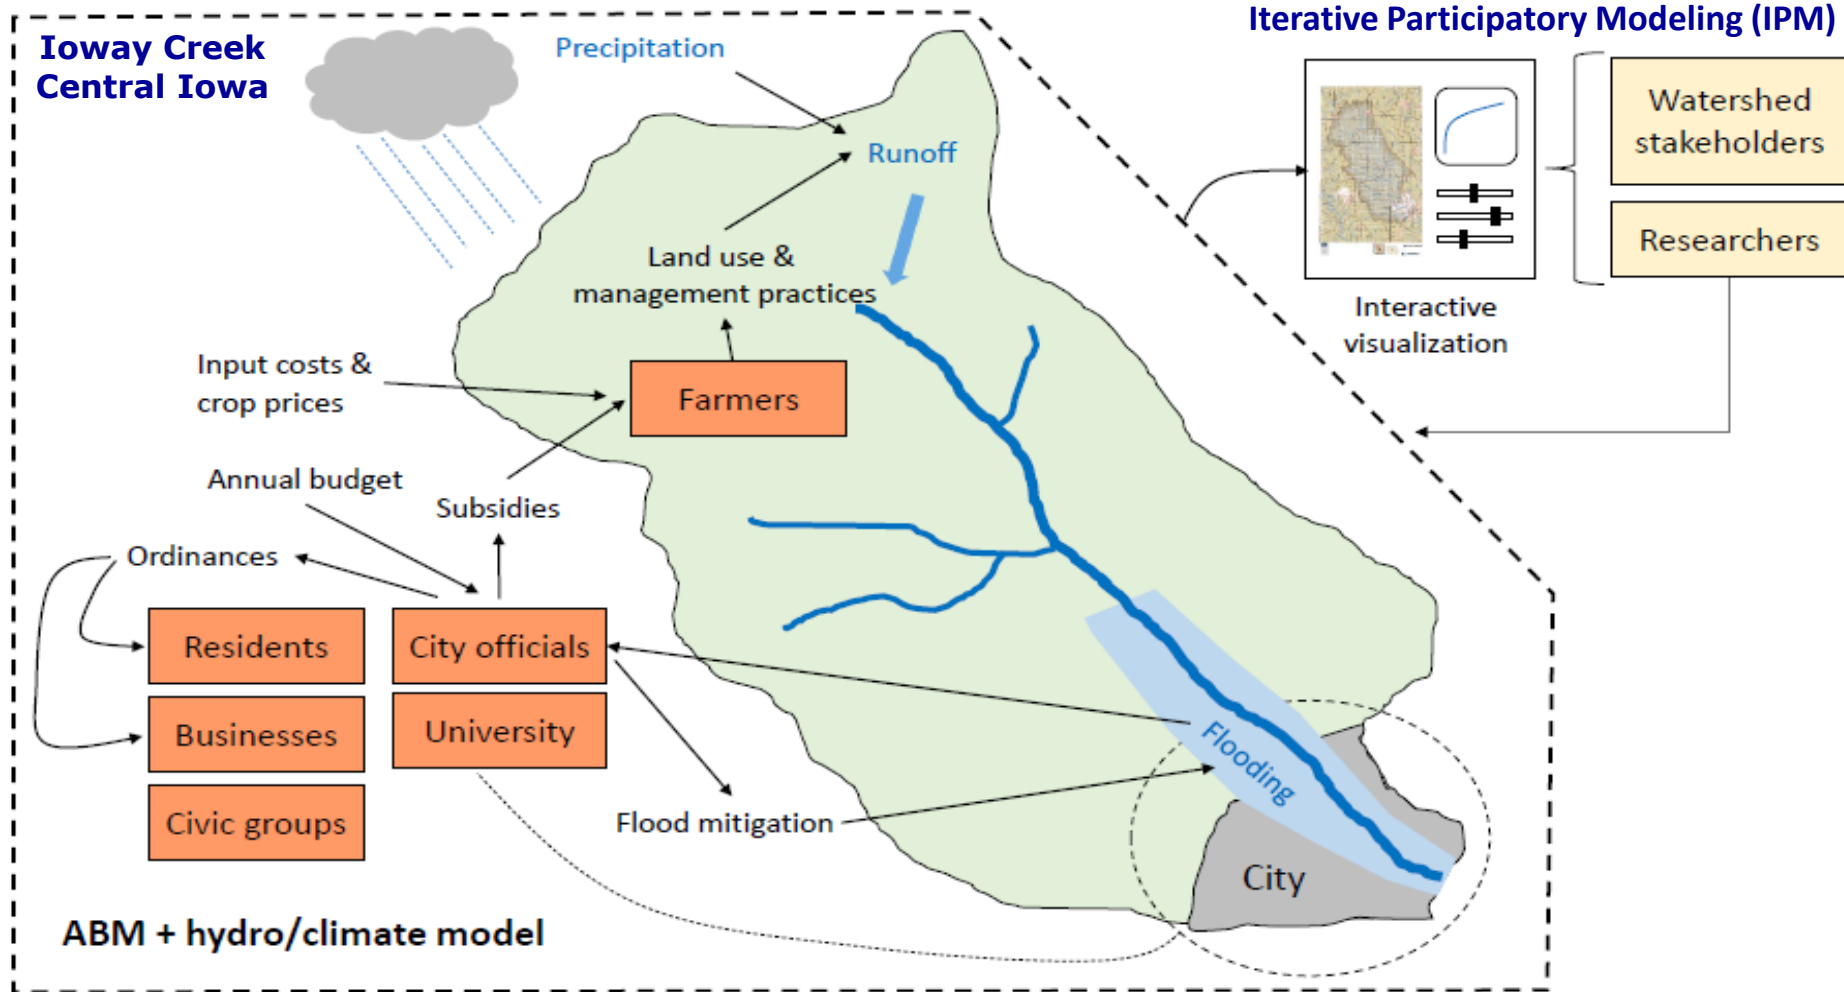 Ioway Creek
Central Iowa
Precipitation
Iterative Participatory Modeling (IPM)
Watershed
stakeholders
Researchers
Interactive
visualization
Runoff
Land use &
management practices
Input costs &
crop prices
Farmers
Annual budget
Subsidies
Ordinances
Residents
City officials
Businesses
University
Civic groups
Flood mitigation
Flooding
City
ABM + hydro/climate model